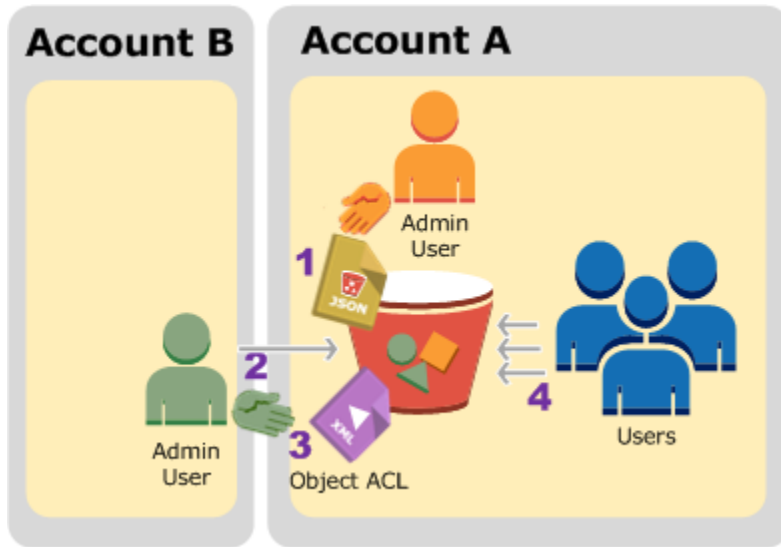 Account B
Account A
Admin
User
1
JSON
2
Admin
User
3
XML
Object ACL
4
Users